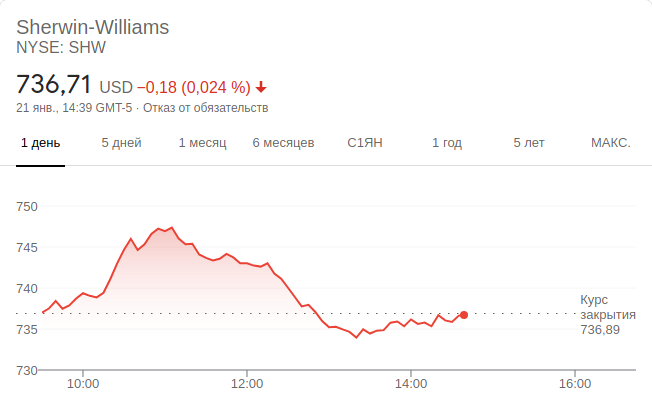 Sherwin-Williams
NYSE: SHW
736,71 USD −0,18 (0,024 %)
21 янв., 14:39 GMT-5 · Отказ от обязательств
1 день 5 дней 1 месяц 6 месяцев С1ЯН 1 год 5 лет МАКС.
750
745
740
Курс
закрытия
736,89
735
730
10:00 12:00 14:00 16:00